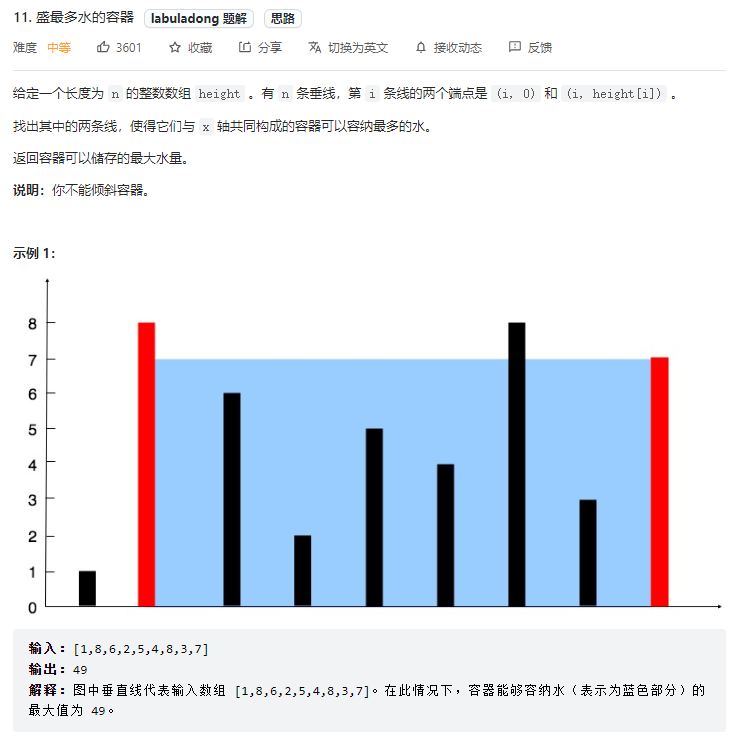 11. 盛最多水的容器 labuladong 题解 思路
难度 中等 3601 收藏 分享 切换为英文 接收动态 反馈
给定一个长度为 n 的整数数组 height 。有 n 条垂线，第 i 条线的两个端点是 (i, 0) 和 (i, height[i]) 。
找出其中的两条线，使得它们与 x 轴共同构成的容器可以容纳最多的水。
返回容器可以储存的最大水量。
说明：你不能倾斜容器。
示例 1：
8
7
6
5
4
3
2
1
0
输入：[1,8,6,2,5,4,8,3,7]
输出：49
解释：图中垂直线代表输入数组 [1,8,6,2,5,4,8,3,7]。在此情况下，容器能够容纳水（表示为蓝色部分）的
最大值为 49。